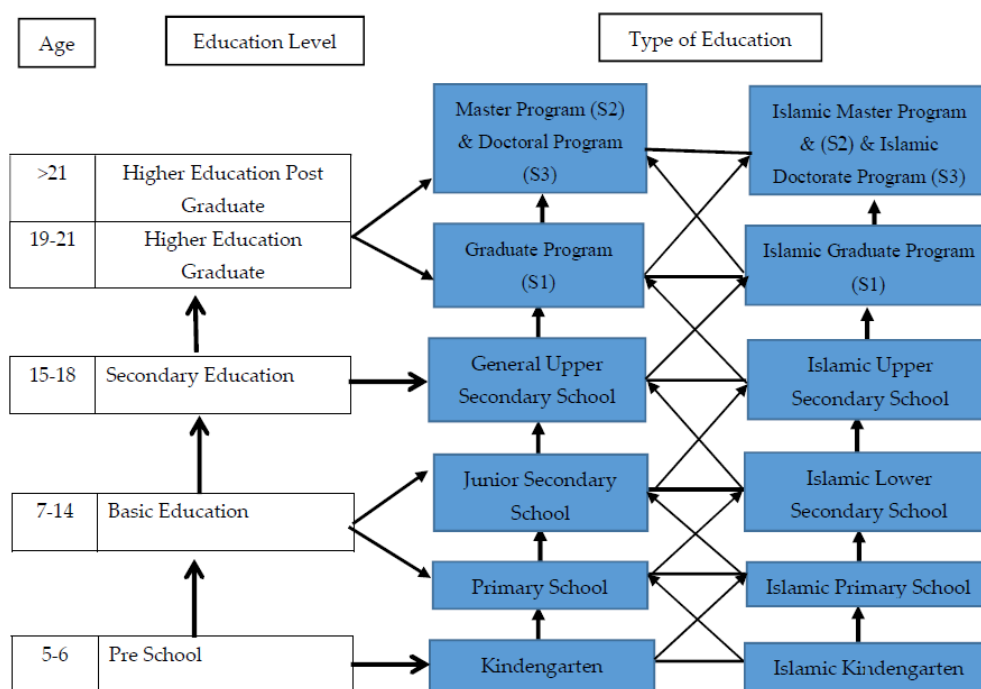 Age
Education Level
Type of Education
Master Program (S2)
& Doctoral Program
(S3)
Islamic Master Program
& (S2) & Islamic
Doctorate Program (S3)
>21
Higher Education Post
Graduate
19-21
Higher Education
Graduate
Graduate Program
(S1)
Islamic Graduate Program
(S1)
15-18
Secondary Education
General Upper
Secondary School
Islamic Upper
Secondary School
7-14
Basic Education
Junior Secondary
School
Islamic Lower
Secondary School
Primary School
Islamic Primary School
5-6
Pre School
Kindengarten
Islamic Kindengarten